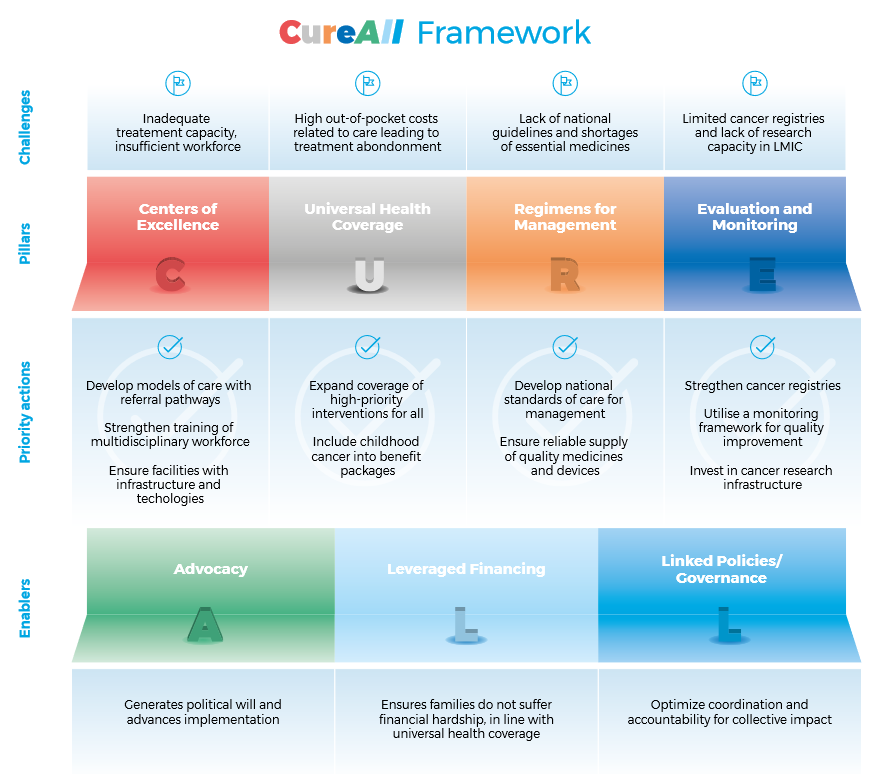 CureAll Framework
Challenges
Inadequate
treatement capacity,
insufficient workforce
High out-of-pocket costs
related to care leading to
treatment abondonment
Lack of national
guidelines and shortages
of essential medicines
Limited cancer registries
and lack of research
capacity in LMIC
Pillars
Centers of
Excellence
C
Universal Health
Coverage
U
Regimens for
Management
R
Evaluation and
Monitoring
E
Priority actions
Develop models of care with
referral pathways
Strengthen training of
multidisciplinary workforce
Ensure facilities with
infrastructure and
techologies
Expand coverage of
high-priority
interventions for all
Include childhood
cancer into benefit
packages
Develop national
standards of care for
management
Ensure reliable supply
of quality medicines
and devices
Stregthen cancer registries
Utilise a monitoring
framework for quality
improvement
Invest in cancer research
infrastructure
Enablers
Advocacy
A
Leveraged Financing
L
Linked Policies/
Governance
L
Generates political will and
advances implementation
Ensures families do not suffer
financial hardship, in line with
universal health coverage
Optimize coordination and
accountability for collective impact